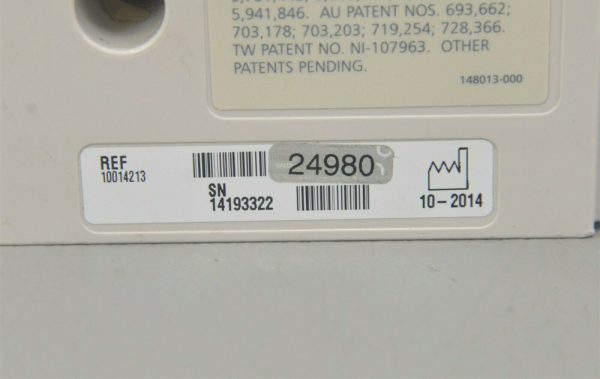 5,941,846. AU PATENT NOS. 693,662;
703,178; 703,203; 719,254; 728,366.
TW PATENT NO. NI-107963. OTHER
PATENTS PENDING.
148013-000
REF
10014213
24980
SN
14193322
10-2014